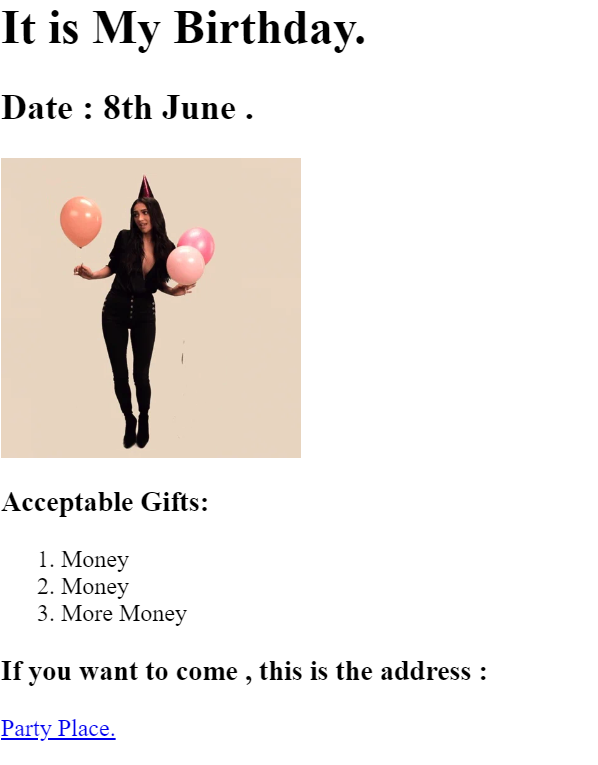 It is My Birthday.
Date : 8th June .
Acceptable Gifts:
1. Money
2. Money
3. More Money
If you want to come , this is the address :
Party Place.